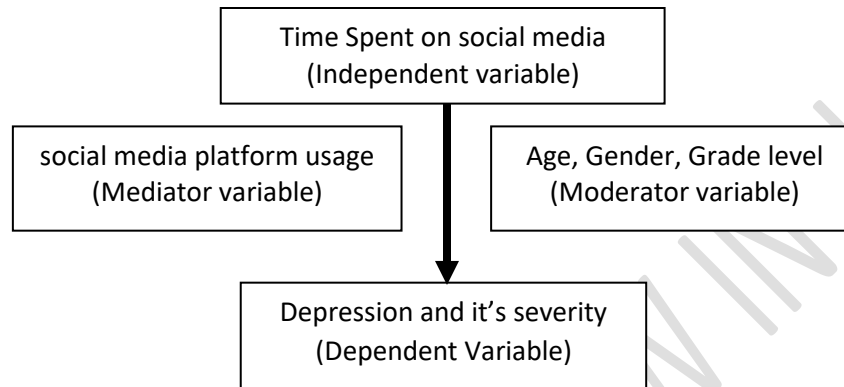 Time Spent on social media
(Independent variable)
social media platform usage
(Mediator variable)
Age, Gender, Grade level
(Moderator variable)
Depression and it's severity
(Dependent Variable)